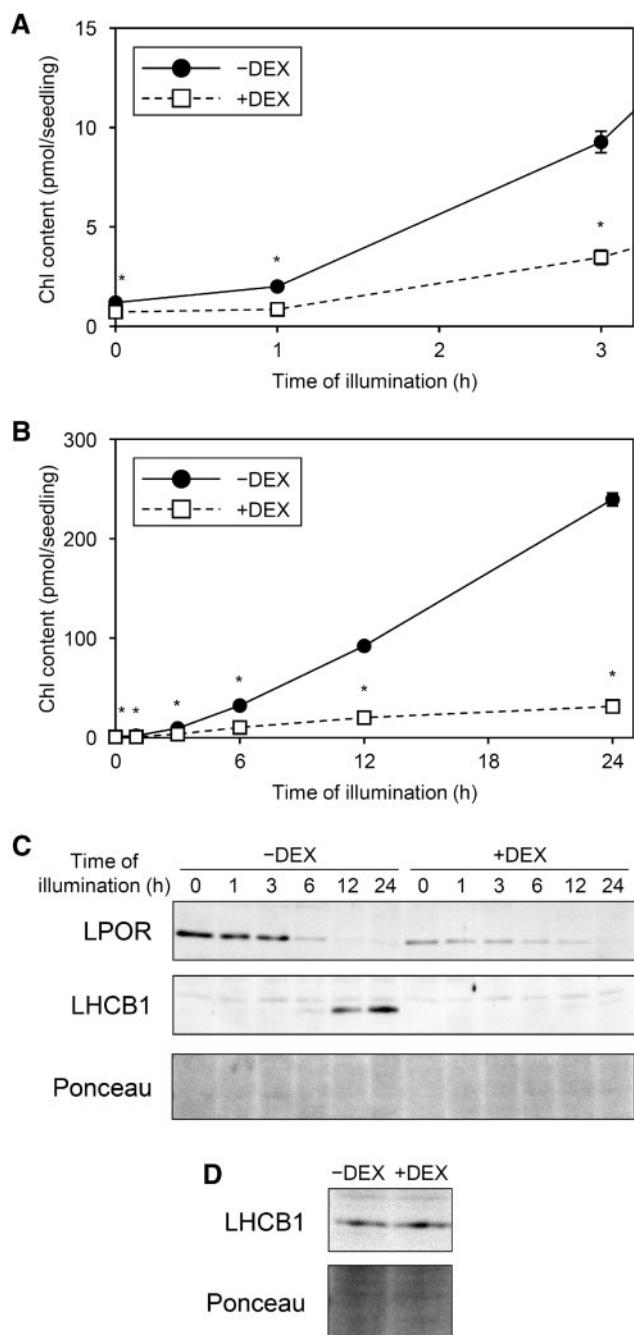 A
15
10
5
0
Chl content (pmol/seedling)
−DEX
+DEX
*
*
*
0 1 2 3
Time of illumination (h)
B
300
200
100
0
Chl content (pmol/seedling)
−DEX
+DEX
* * * * * *
0 6 12 18 24
Time of illumination (h)
C
Time of
illumination (h)
−DEX +DEX
0 1 3 6 12 24 0 1 3 6 12 24
LPOR
LHCB1
Ponceau
D
−DEX +DEX
LHCB1
Ponceau